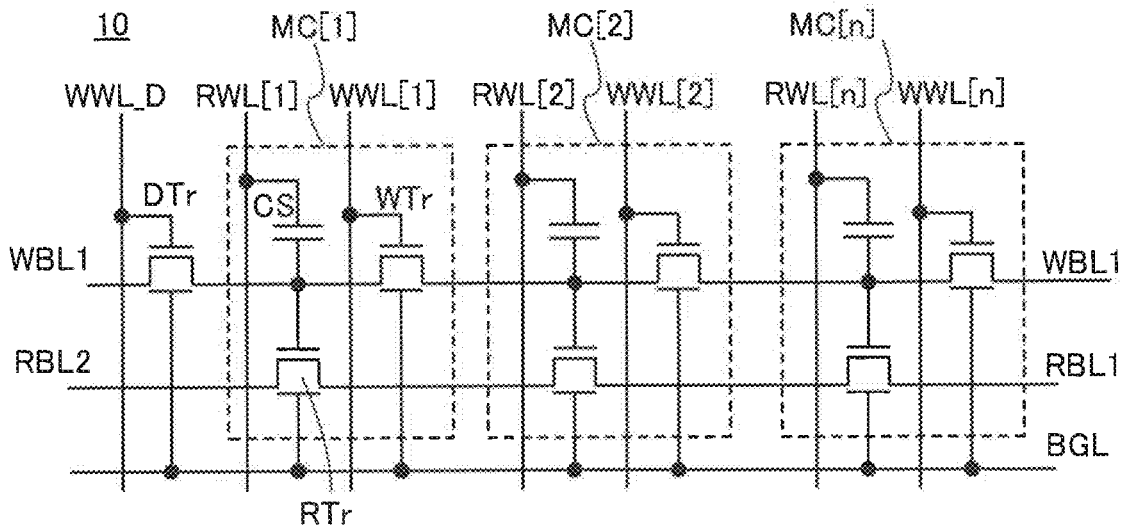 10
MC[1] MC[2] MC[n]
WWL_D RWL[1] WWL[1] RWL[2] WWL[2] RWL[n] WWL[n]
DTr CS WTr
WBL1 WBL1
RBL2 RBL1
BGL
RTr